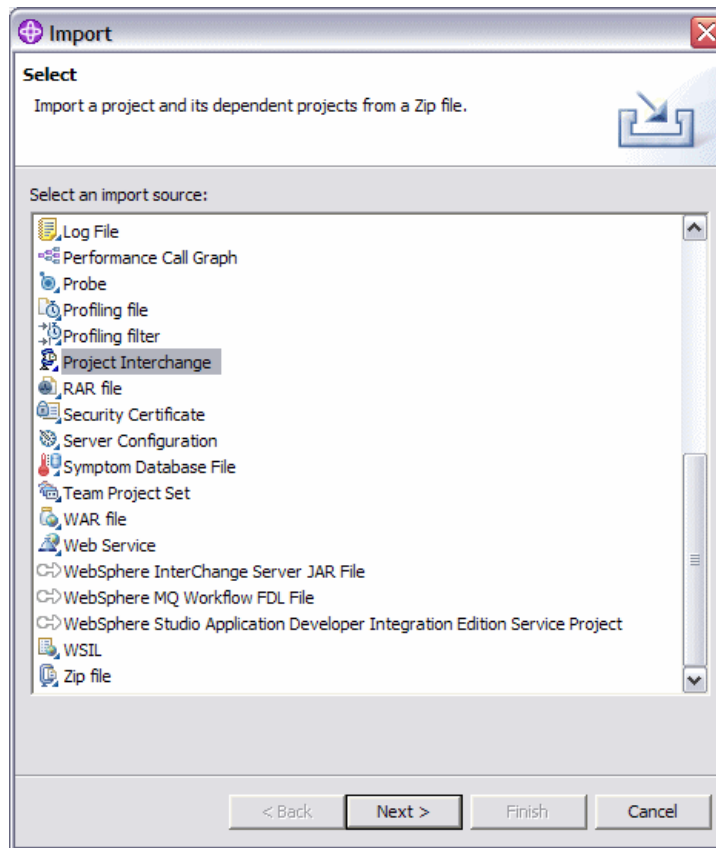 Import
Select
Import a project and its dependent projects from a Zip file.
Select an import source:
Log File
Performance Call Graph
Probe
Profiling file
Profiling filter
Project Interchange
RAR file
Security Certificate
Server Configuration
Symptom Database File
Team Project Set
WAR file
Web Service
WebSphere InterChange Server JAR File
WebSphere MQ Workflow FDL File
WebSphere Studio Application Developer Integration Edition Service Project
WSIL
Zip file
< Back Next > Finish Cancel